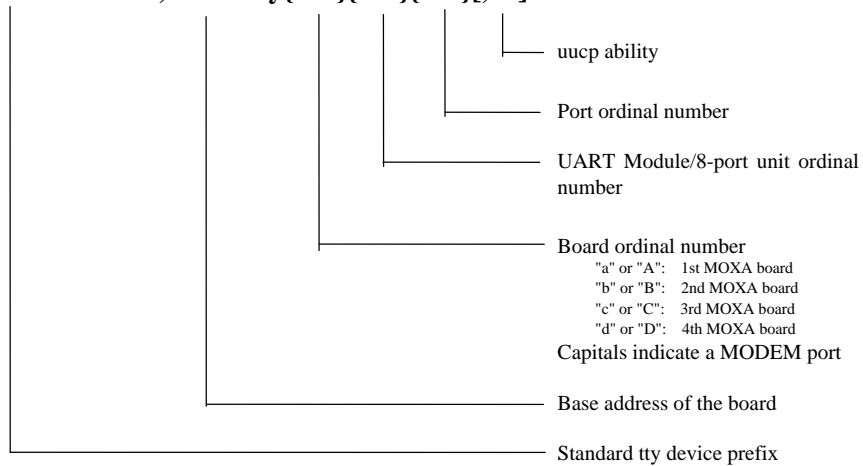 uucp ability
Port ordinal number
UART Module/8-port unit ordinal
number
Board ordinal number
"a" or "A": 1st MOXA board
"b" or "B": 2nd MOXA board
"c" or "C": 3rd MOXA board
"d" or "D": 4th MOXA board
Capitals indicate a MODEM port
Base address of the board
Standard tty device prefix